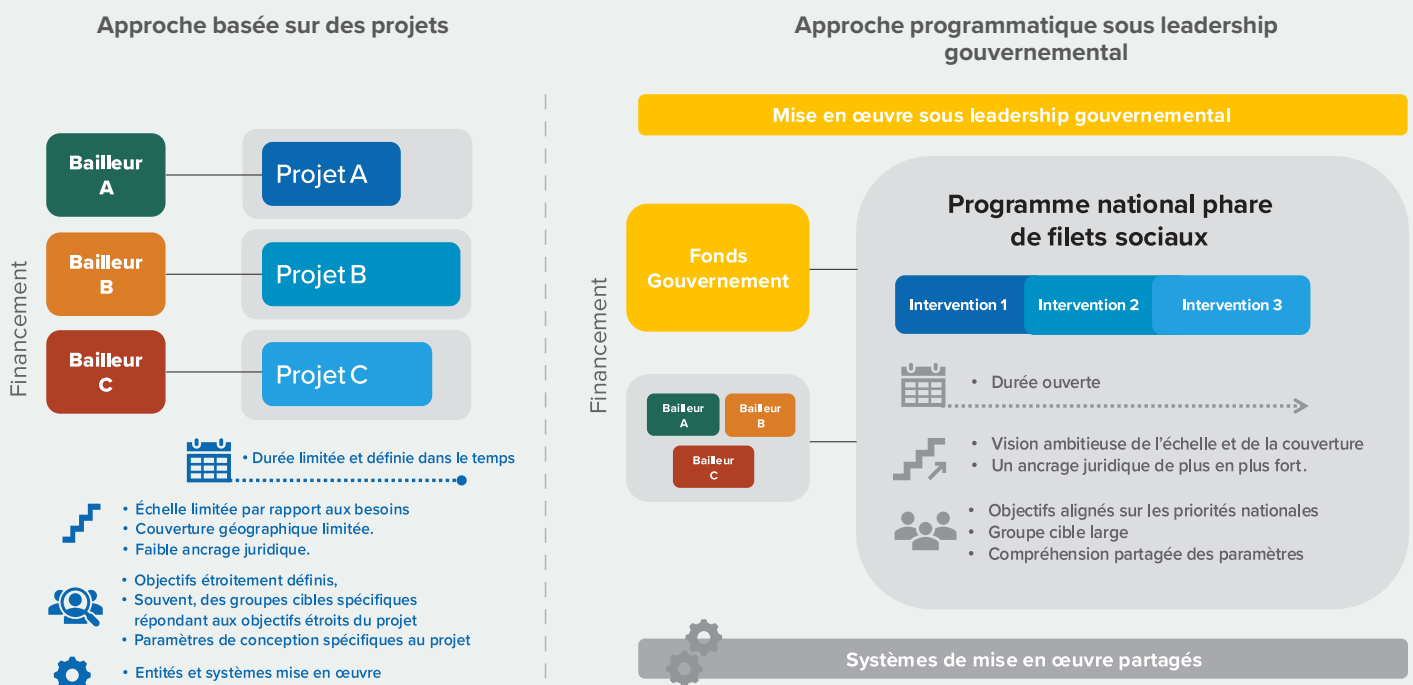 Approche basée sur des projets
Financement
Bailleur
A
Projet A
Bailleur
B
Projet B
Bailleur
C
Projet C
• Durée limitée et définie dans le temps
• Échelle limitée par rapport aux besoins
• Couverture géographique limitée.
• Faible ancrage juridique.
• Objectifs étroitement définis,
• Souvent, des groupes cibles spécifiques
répondant aux objectifs étroits du projet
• Paramètres de conception spécifiques au projet
• Entités et systèmes mise en œuvre
Approche programmatique sous leadership
gouvernemental
Mise en œuvre sous leadership gouvernemental
Financement
Fonds
Gouvernement
Bailleur
A
Bailleur
B
Bailleur
C
Programme national phare
de filets sociaux
Intervention 1
Intervention 2
Intervention 3
• Durée ouverte
• Vision ambitieuse de l'échelle et de la couverture
• Un ancrage juridique de plus en plus fort.
• Objectifs alignés sur les priorités nationales
• Groupe cible large
• Compréhension partagée des paramètres
Systèmes de mise en œuvre partagés